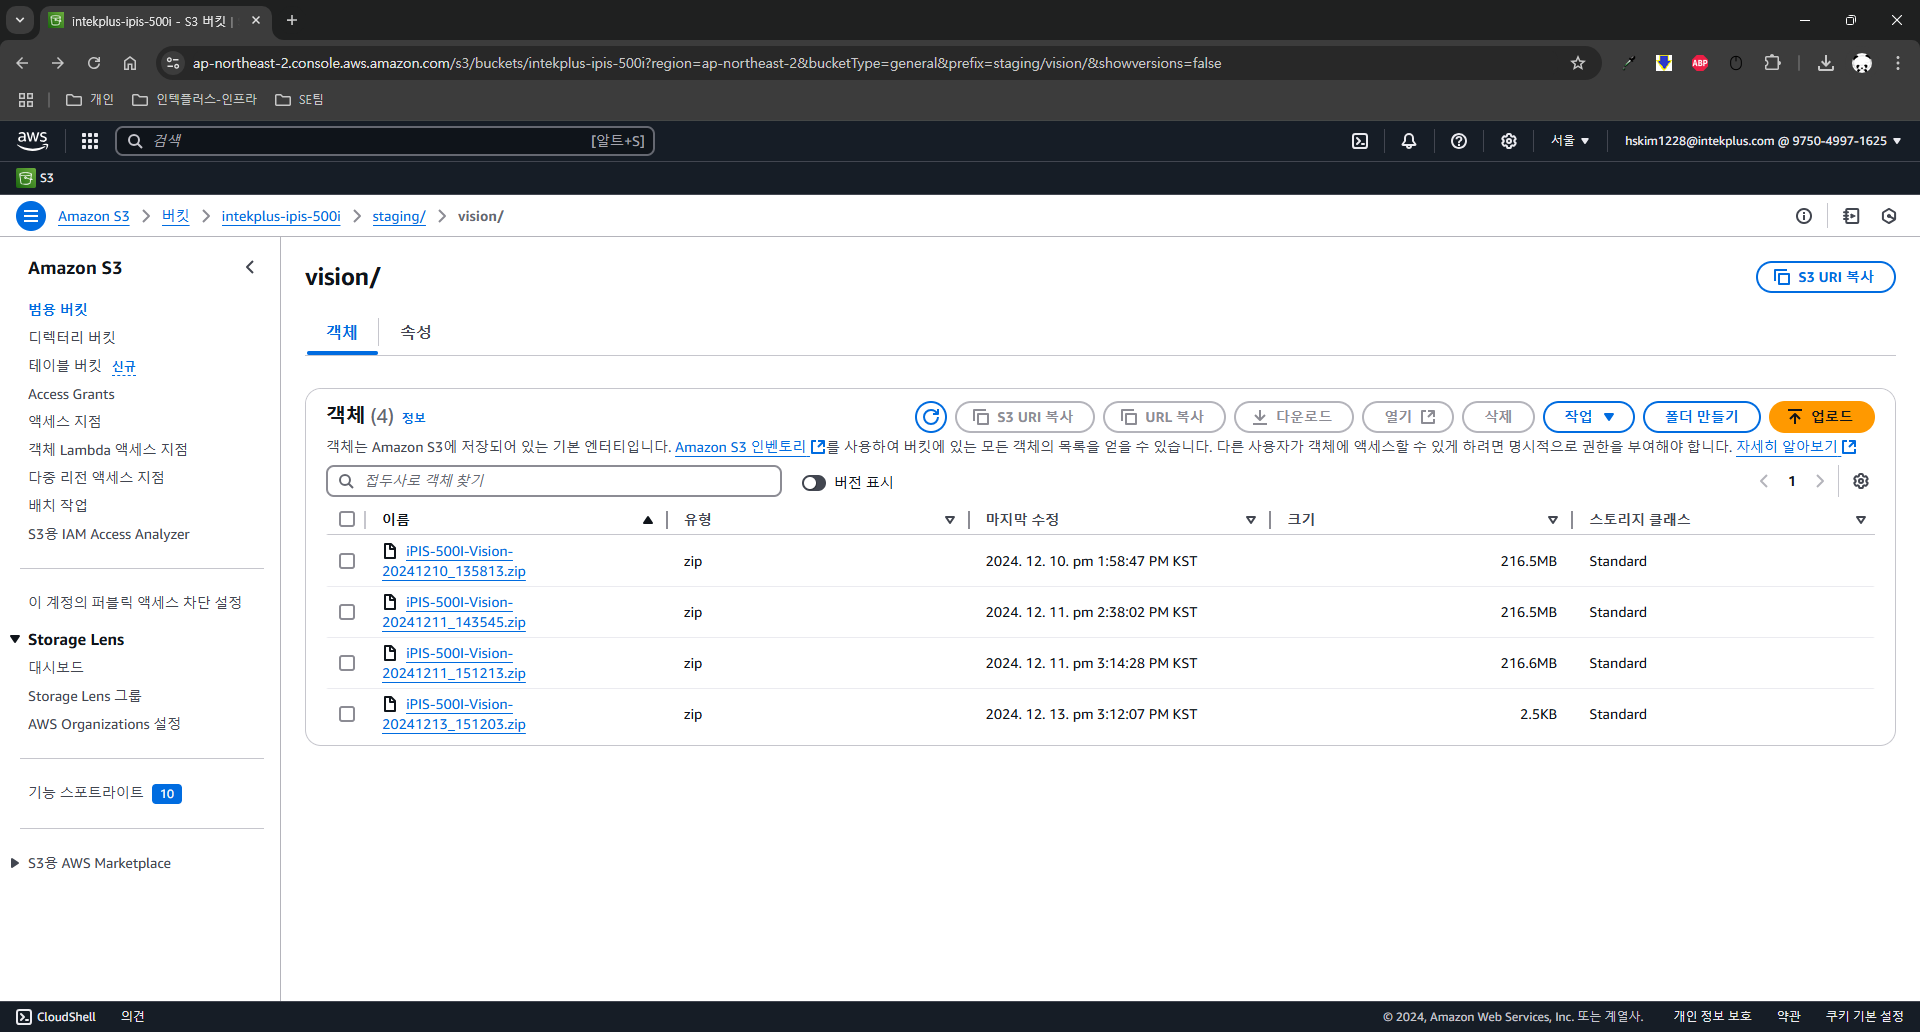 intekplus-ipis-500i - S3 버킷 |
ap-northeast-2.console.aws.amazon.com/s3/buckets/intekplus-ipis-500i?region=ap-northeast-2&bucketType=general&prefix=staging/vision/&showversions=false
ABP
개인
인텍플러스-인프라
SE팀
aws
검색
[알트+S]
서울
hskim1228@intekplus.com @ 9750-4997-1625
S3
Amazon S3
버킷
intekplus-ipis-500i
staging/
vision/
Amazon S3
범용 버킷
디렉터리 버킷
테이블 버킷 신규
Access Grants
액세스 지점
객체 Lambda 액세스 지점
다중 리전 액세스 지점
배치 작업
S3용 IAM Access Analyzer
이 계정의 퍼블릭 액세스 차단 설정
Storage Lens
대시보드
Storage Lens 그룹
AWS Organizations 설정
기능 스포트라이트 10
S3용 AWS Marketplace
vision/
S3 URI 복사
객체
속성
객체 (4) 정보
S3 URI 복사
URL 복사
다운로드
열기
삭제
작업
폴더 만들기
업로드
객체는 Amazon S3에 저장되어 있는 기본 엔터티입니다. Amazon S3 인벤토리를 사용하여 버킷에 있는 모든 객체의 목록을 얻을 수 있습니다. 다른 사용자가 객체에 액세스할 수 있게 하려면 명시적으로 권한을 부여해야 합니다. 자세히 알아보기
접두사로 객체 찾기
버전 표시
1
이름 유형 마지막 수정 크기 스토리지 클래스
iPIS-500I-Vision-
20241210_135813.zip
zip 2024. 12. 10. pm 1:58:47 PM KST 216.5MB Standard
iPIS-500I-Vision-
20241211_143545.zip
zip 2024. 12. 11. pm 2:38:02 PM KST 216.5MB Standard
iPIS-500I-Vision-
20241211_151213.zip
zip 2024. 12. 11. pm 3:14:28 PM KST 216.6MB Standard
iPIS-500I-Vision-
20241213_151203.zip
zip 2024. 12. 13. pm 3:12:07 PM KST 2.5KB Standard
CloudShell
의견
© 2024, Amazon Web Services, Inc. 또는 계열사.
개인 정보 보호
약관
쿠키 기본 설정